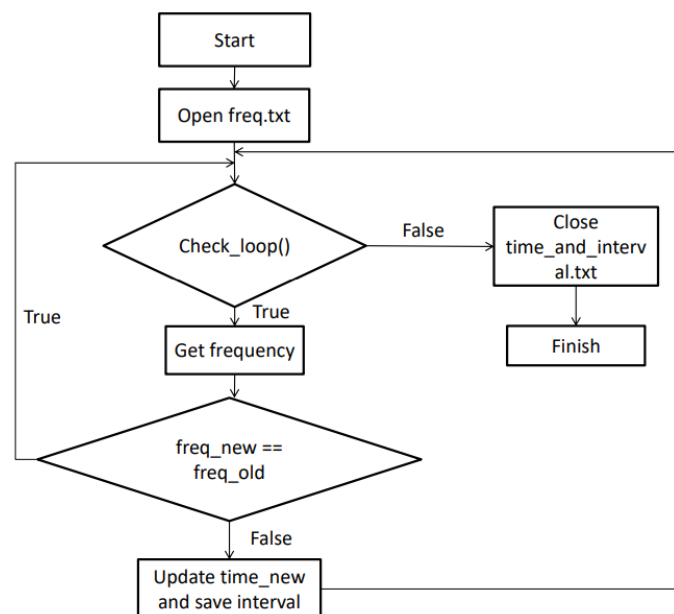 Start
Open freq.txt
Check_loop()
False
Close
time_and_interv
al.txt
True
True
Get frequency
Finish
freq_new ==
freq_old
False
Update time_new
and save interval